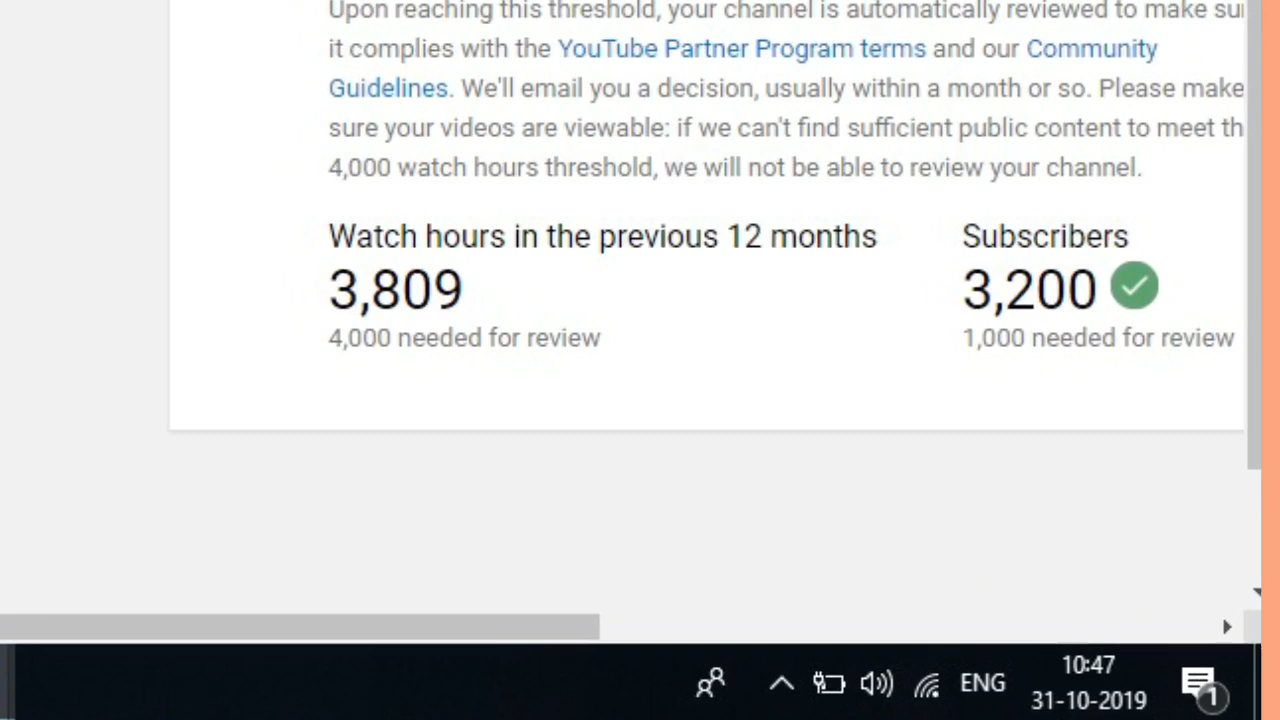 Upon reaching this threshold, your channel is automatically reviewed to make
it complies with the YouTube Partner Program terms and our Community
Guidelines. We'll email you a decision, usually within a month or so. Please make
sure your videos are viewable: if we can't find sufficient public content to meet
4,000 watch hours threshold, we will not be able to review your channel.
Watch hours in the previous 12 months
3,809
4,000 needed for review
Subscribers
3,200
1,000 needed for review
ENG
10:47
31-10-2019
1